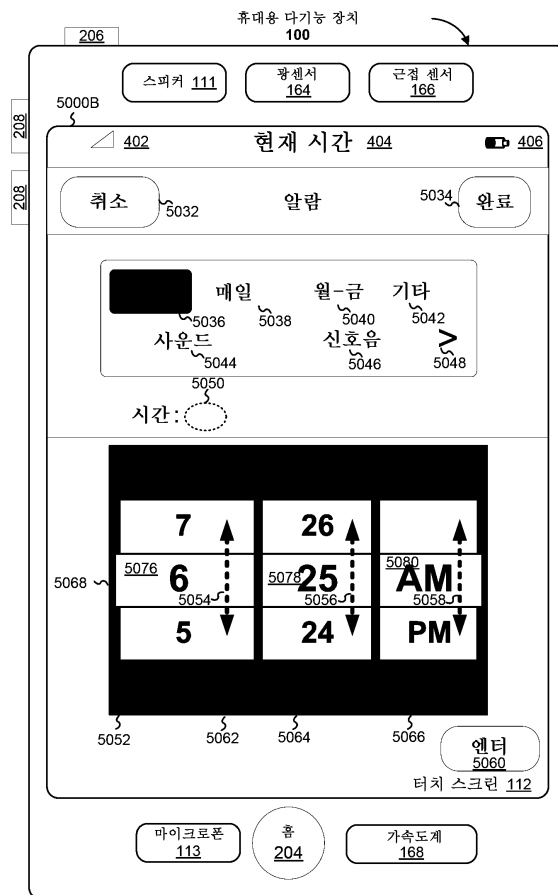 휴대용 다기능 장치
100
206
스피커 111
광센서
164
근접 센서
166
208
208
5000B
402
현재 시간 404
406
취소
5032
알람
5034
완료
5036
매일
5038
월-금
5040
기타
5042
사운드
5044
신호음
5046
>
5048
5050
시간:
7
26
5068
5076
6
5054
5078
25
5056
5080
AM
5058
5
24
PM
5052
5062
5064
5066
엔터
5060
터치 스크린 112
마이크로폰
113
홈
204
가속도계
168